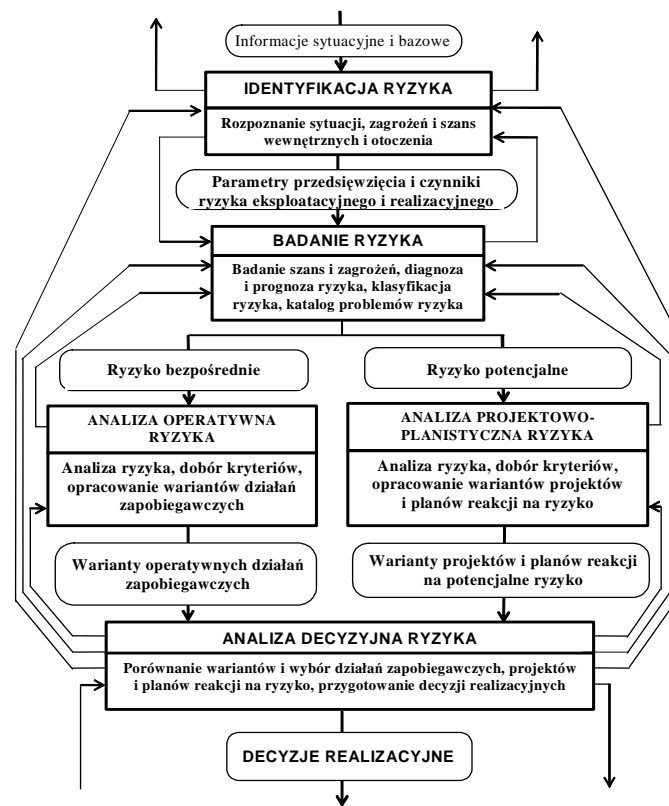 Informacje sytuacyjne i bazowe
IDENTYFIKACJA RYZYKA
Rozpoznanie sytuacji, zagrożeń i szans
wewnętrznych i otoczenia
Parametry przedsięwzięcia i czynniki
ryzyka eksploatacyjnego i realizacyjnego
BADANIE RYZYKA
Badanie szans i zagrożeń, diagnoza
i prognoza ryzyka, klasyfikacja
ryzyka, katalog problemów ryzyka
Ryzyko bezpośrednie
Ryzyko potencjalne
ANALIZA OPERATYWNA
RYZYKA
Analiza ryzyka, dobór kryteriów,
opracowanie wariantów działań
zapobiegawczych
ANALIZA PROJEKTOWO-
PLANISTYCZNA RYZYKA
Analiza ryzyka, dobór kryteriów,
opracowanie wariantów projektów
i planów reakcji na ryzyko
Warianty operatywnych działań
zapobiegawczych
Warianty projektów i planów reakcji
na potencjalne ryzyko
ANALIZA DECYZYJNA RYZYKA
Porównanie wariantów i wybór działań zapobiegawczych, projektów
i planów reakcji na ryzyko, przygotowanie decyzji realizacyjnych
DECYZJE REALIZACYJNE